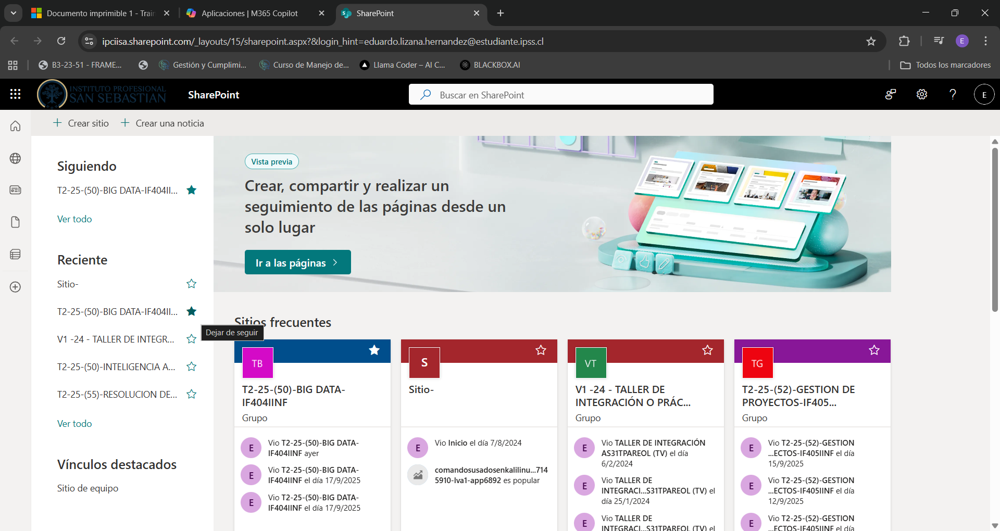 Documento imprimible 1 - Train
Aplicaciones | M365 Copilot
SharePoint
ipciisa.sharepoint.com/_layouts/15/sharepoint.aspx?&login_hint=eduardo.lizana.hernandez@estudiante.ipss.cl
E
B3-23-51 - FRAME...
Gestión y Cumplimi...
Curso de Manejo de...
Llama Coder – AI C...
BLACKBOX.AI
Todos los marcadores
INSTITUTO PROFESIONAL
SAN SEBASTIAN
SharePoint
Buscar en SharePoint
E
Crear sitio
Crear una noticia
Siguiendo
T2-25-(50)-BIG DATA-IF404II...
Ver todo
Reciente
Sitio-
T2-25-(50)-BIG DATA-IF404II...
V1 -24 - TALLER DE INTEGR...
T2-25-(50)-INTELIGENCIA A...
T2-25-(55)-RESOLUCION DE...
Ver todo
Vínculos destacados
Sitio de equipo
Vista previa
Crear, compartir y realizar un
seguimiento de las páginas desde un
solo lugar
Ir a las páginas
Sitios frecuentes
Dejar de seguir
TB
T2-25-(50)-BIG DATA-
IF404IINF
Grupo
E
Vio T2-25-(50)-BIG DATA-
IF404IINF ayer
E
Vio T2-25-(50)-BIG DATA-
IF404IINF el día 17/9/2025
E
Vio T2-25-(50)-BIG DATA-
IF404IINF el día 17/9/2025
S
Sitio-
E
Vio Inicio el día 7/8/2024
comandosusadosenkalilinu...714
5910-lva1-app6892 es popular
VT
V1 -24 - TALLER DE
INTEGRACIÓN O PRÁC...
Grupo
E
Vio TALLER DE INTEGRACIÓN
AS31TPAREOL (TV) el día
6/2/2024
E
Vio TALLER DE
INTEGRACI...S31TPAREOL (TV) el
día 25/1/2024
E
Vio TALLER DE
INTEGRACI...S31TPAREOL (TV) el
TG
T2-25-(52)-GESTION DE
PROYECTOS-IF405...
Grupo
E
Vio T2-25-(52)-GESTION
...ECTOS-IF405IINF el día
15/9/2025
E
Vio T2-25-(52)-GESTION
...ECTOS-IF405IINF el día
12/9/2025
E
Vio T2-25-(52)-GESTION
...ECTOS-IF405IINF el día